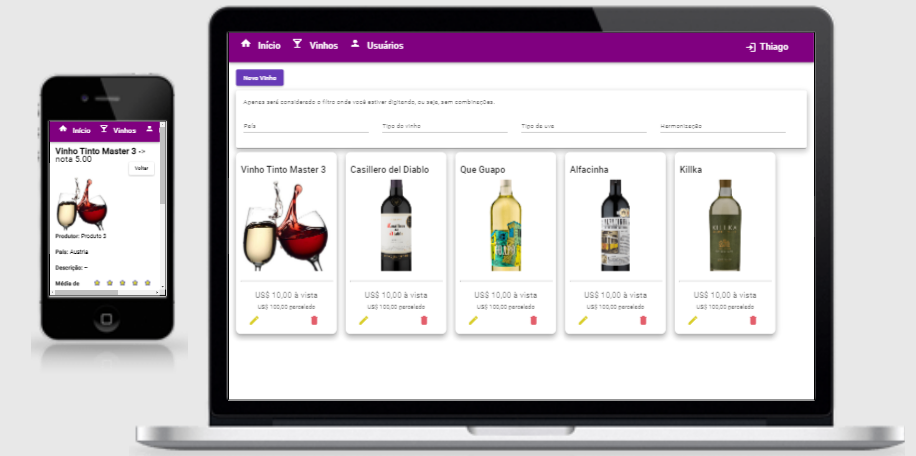 Início
Vinhos
Vinho Tinto Master 3 ->
nota 5.00
Voltar
Produtor: Produto 3
País: Austria
Descrição: -
Média de
Início
Vinhos
Usuários
Thiago
Novo Vinho
Apenas será considerado o filtro onde você estiver digitando, ou seja, sem combinações.
País
Tipo do vinho
Tipo de uva
Harmonização
Vinho Tinto Master 3
Casillero del Diablo
Que Guapo
Alfacinha
Killka
US$ 10,00 à vista
US$ 100,00 parcelado
US$ 10,00 à vista
US$ 100,00 parcelado
US$ 10,00 à vista
US$ 100,00 parcelado
US$ 10,00 à vista
US$ 100,00 parcelado
US$ 10,00 à vista
US$ 100,00 parcelado